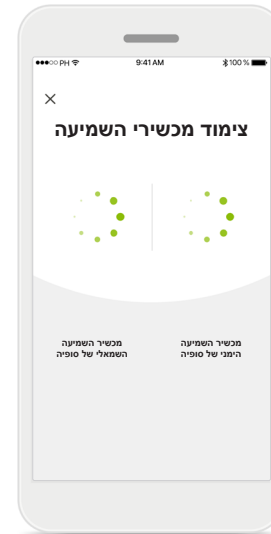 PH 9:41 AM 100 %
צימוד מכשירי השמיעה
מכשיר השמיעה
הימני של סופיה
מכשיר השמיעה
השמאלי של סופיה